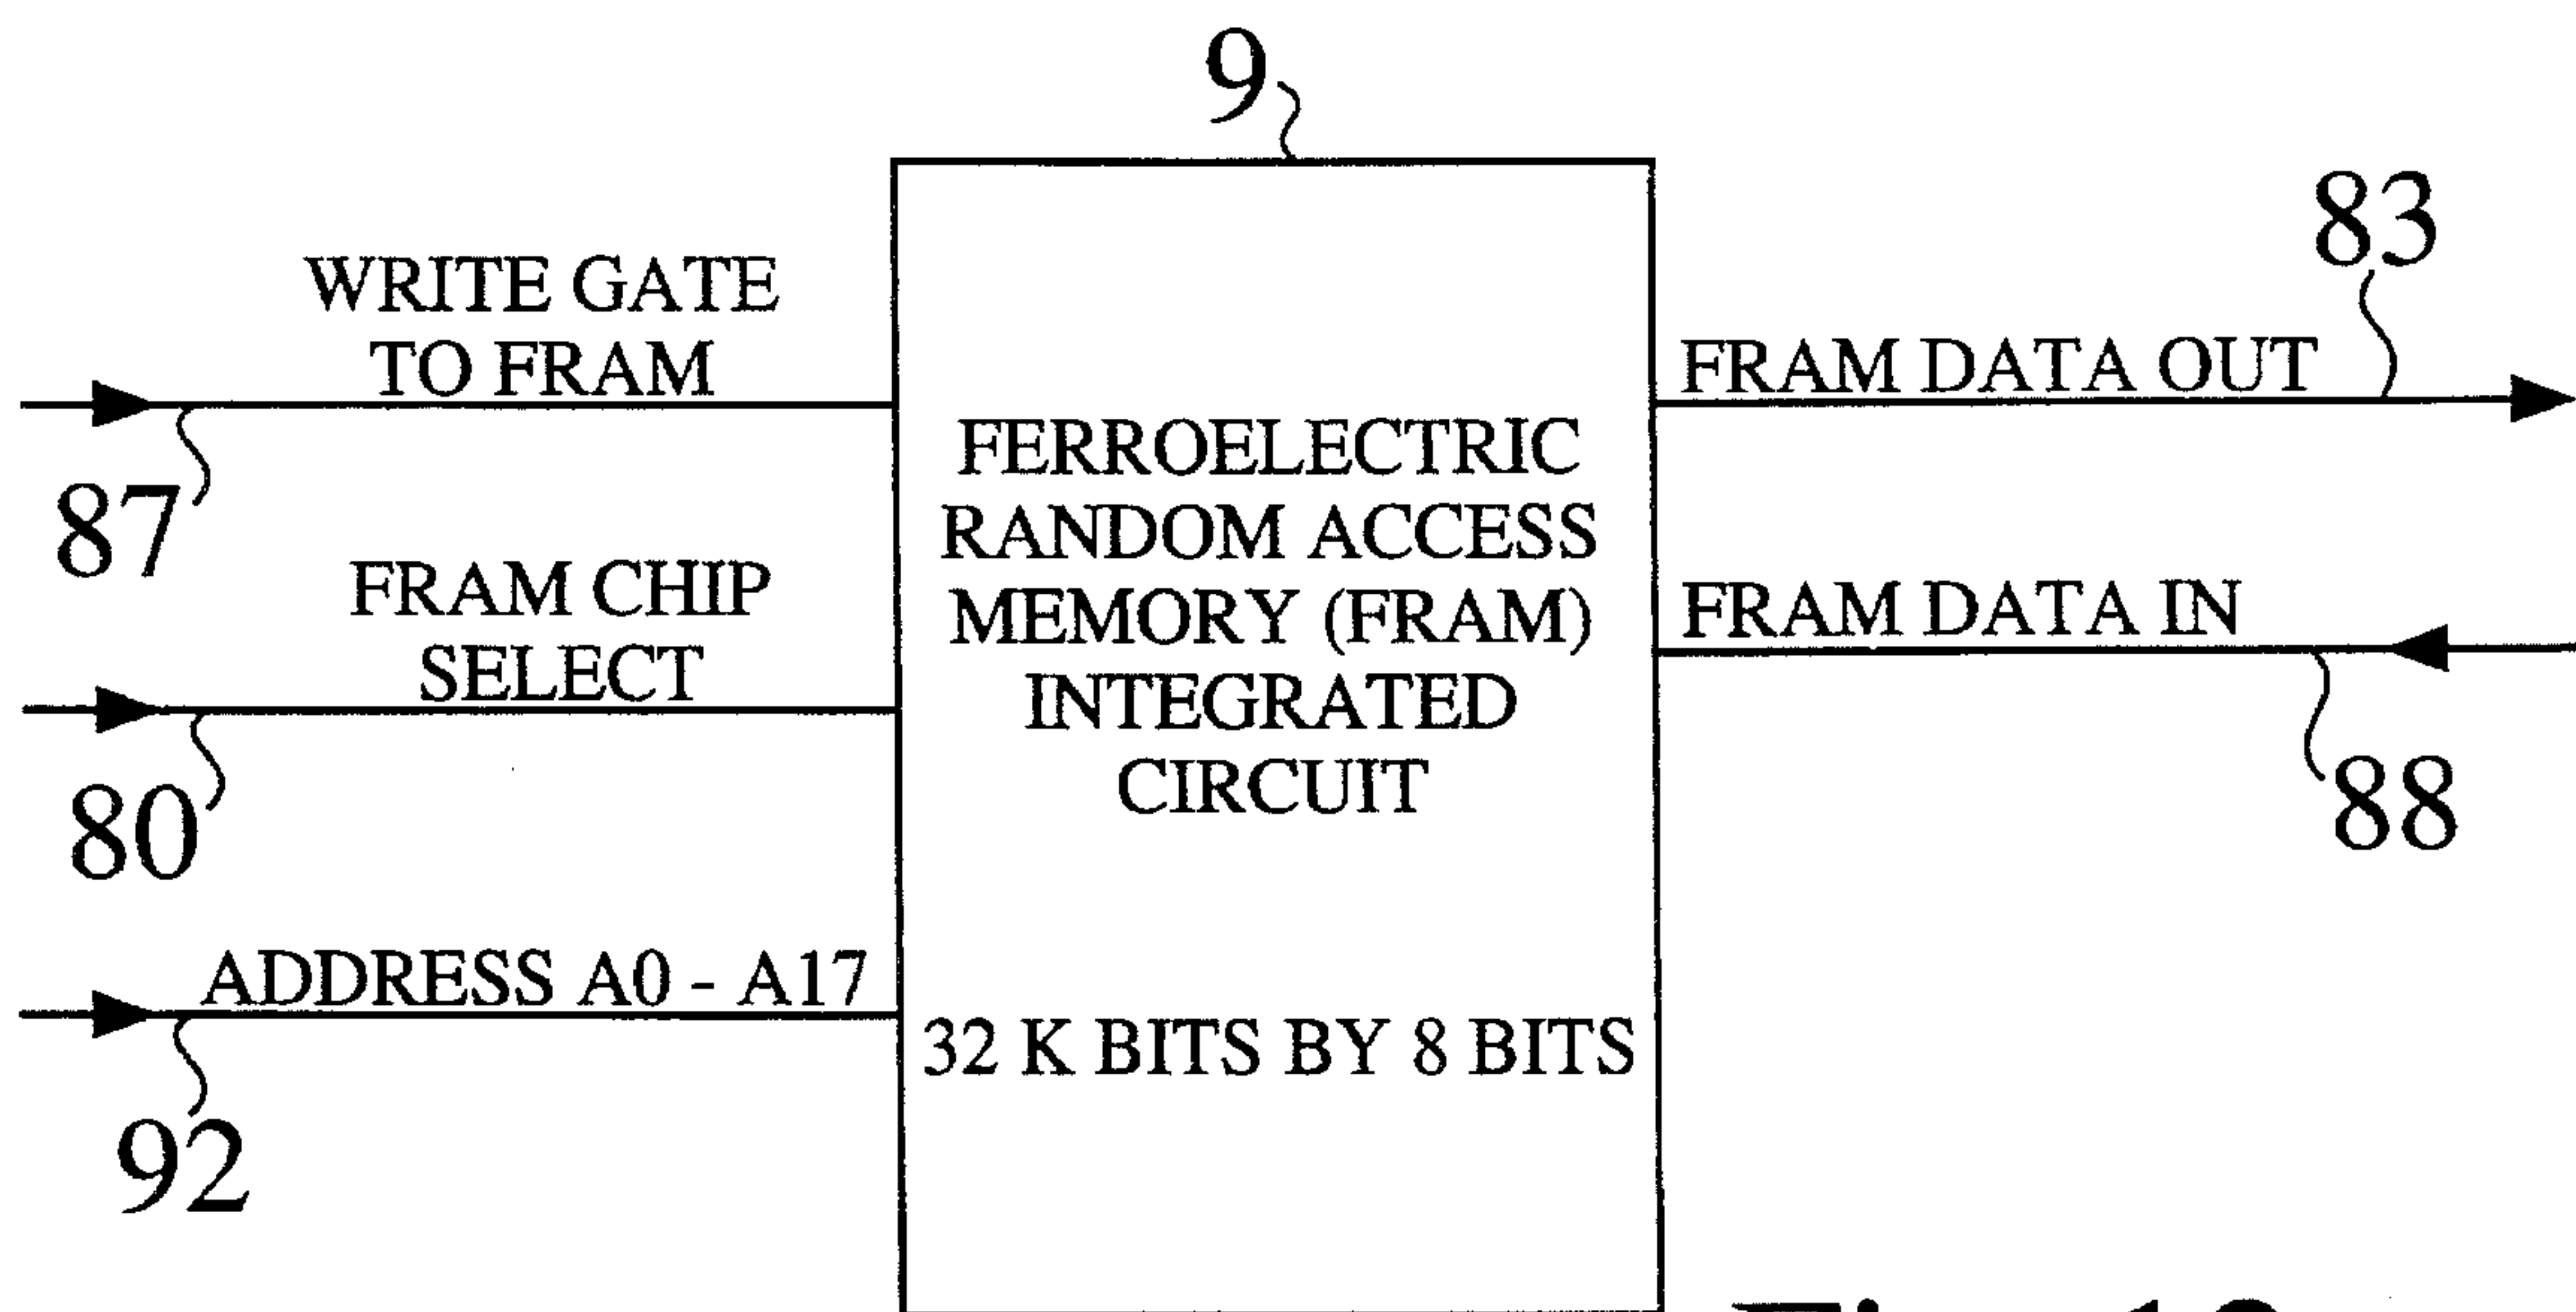 9
83
WRITE GATE
TO FRAM
FRAM DATA OUT
87
FERROELECTRIC
RANDOM ACCESS
MEMORY (FRAM)
INTEGRATED
CIRCUIT
FRAM DATA IN
FRAM CHIP
SELECT
80
88
ADDRESS A0 - A17
32 K BITS BY 8 BITS
92